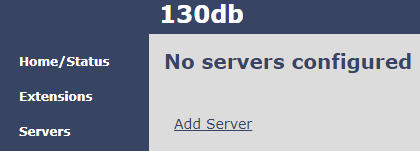 130db
Home/Status
Extensions
Servers
No servers configured
Add Server